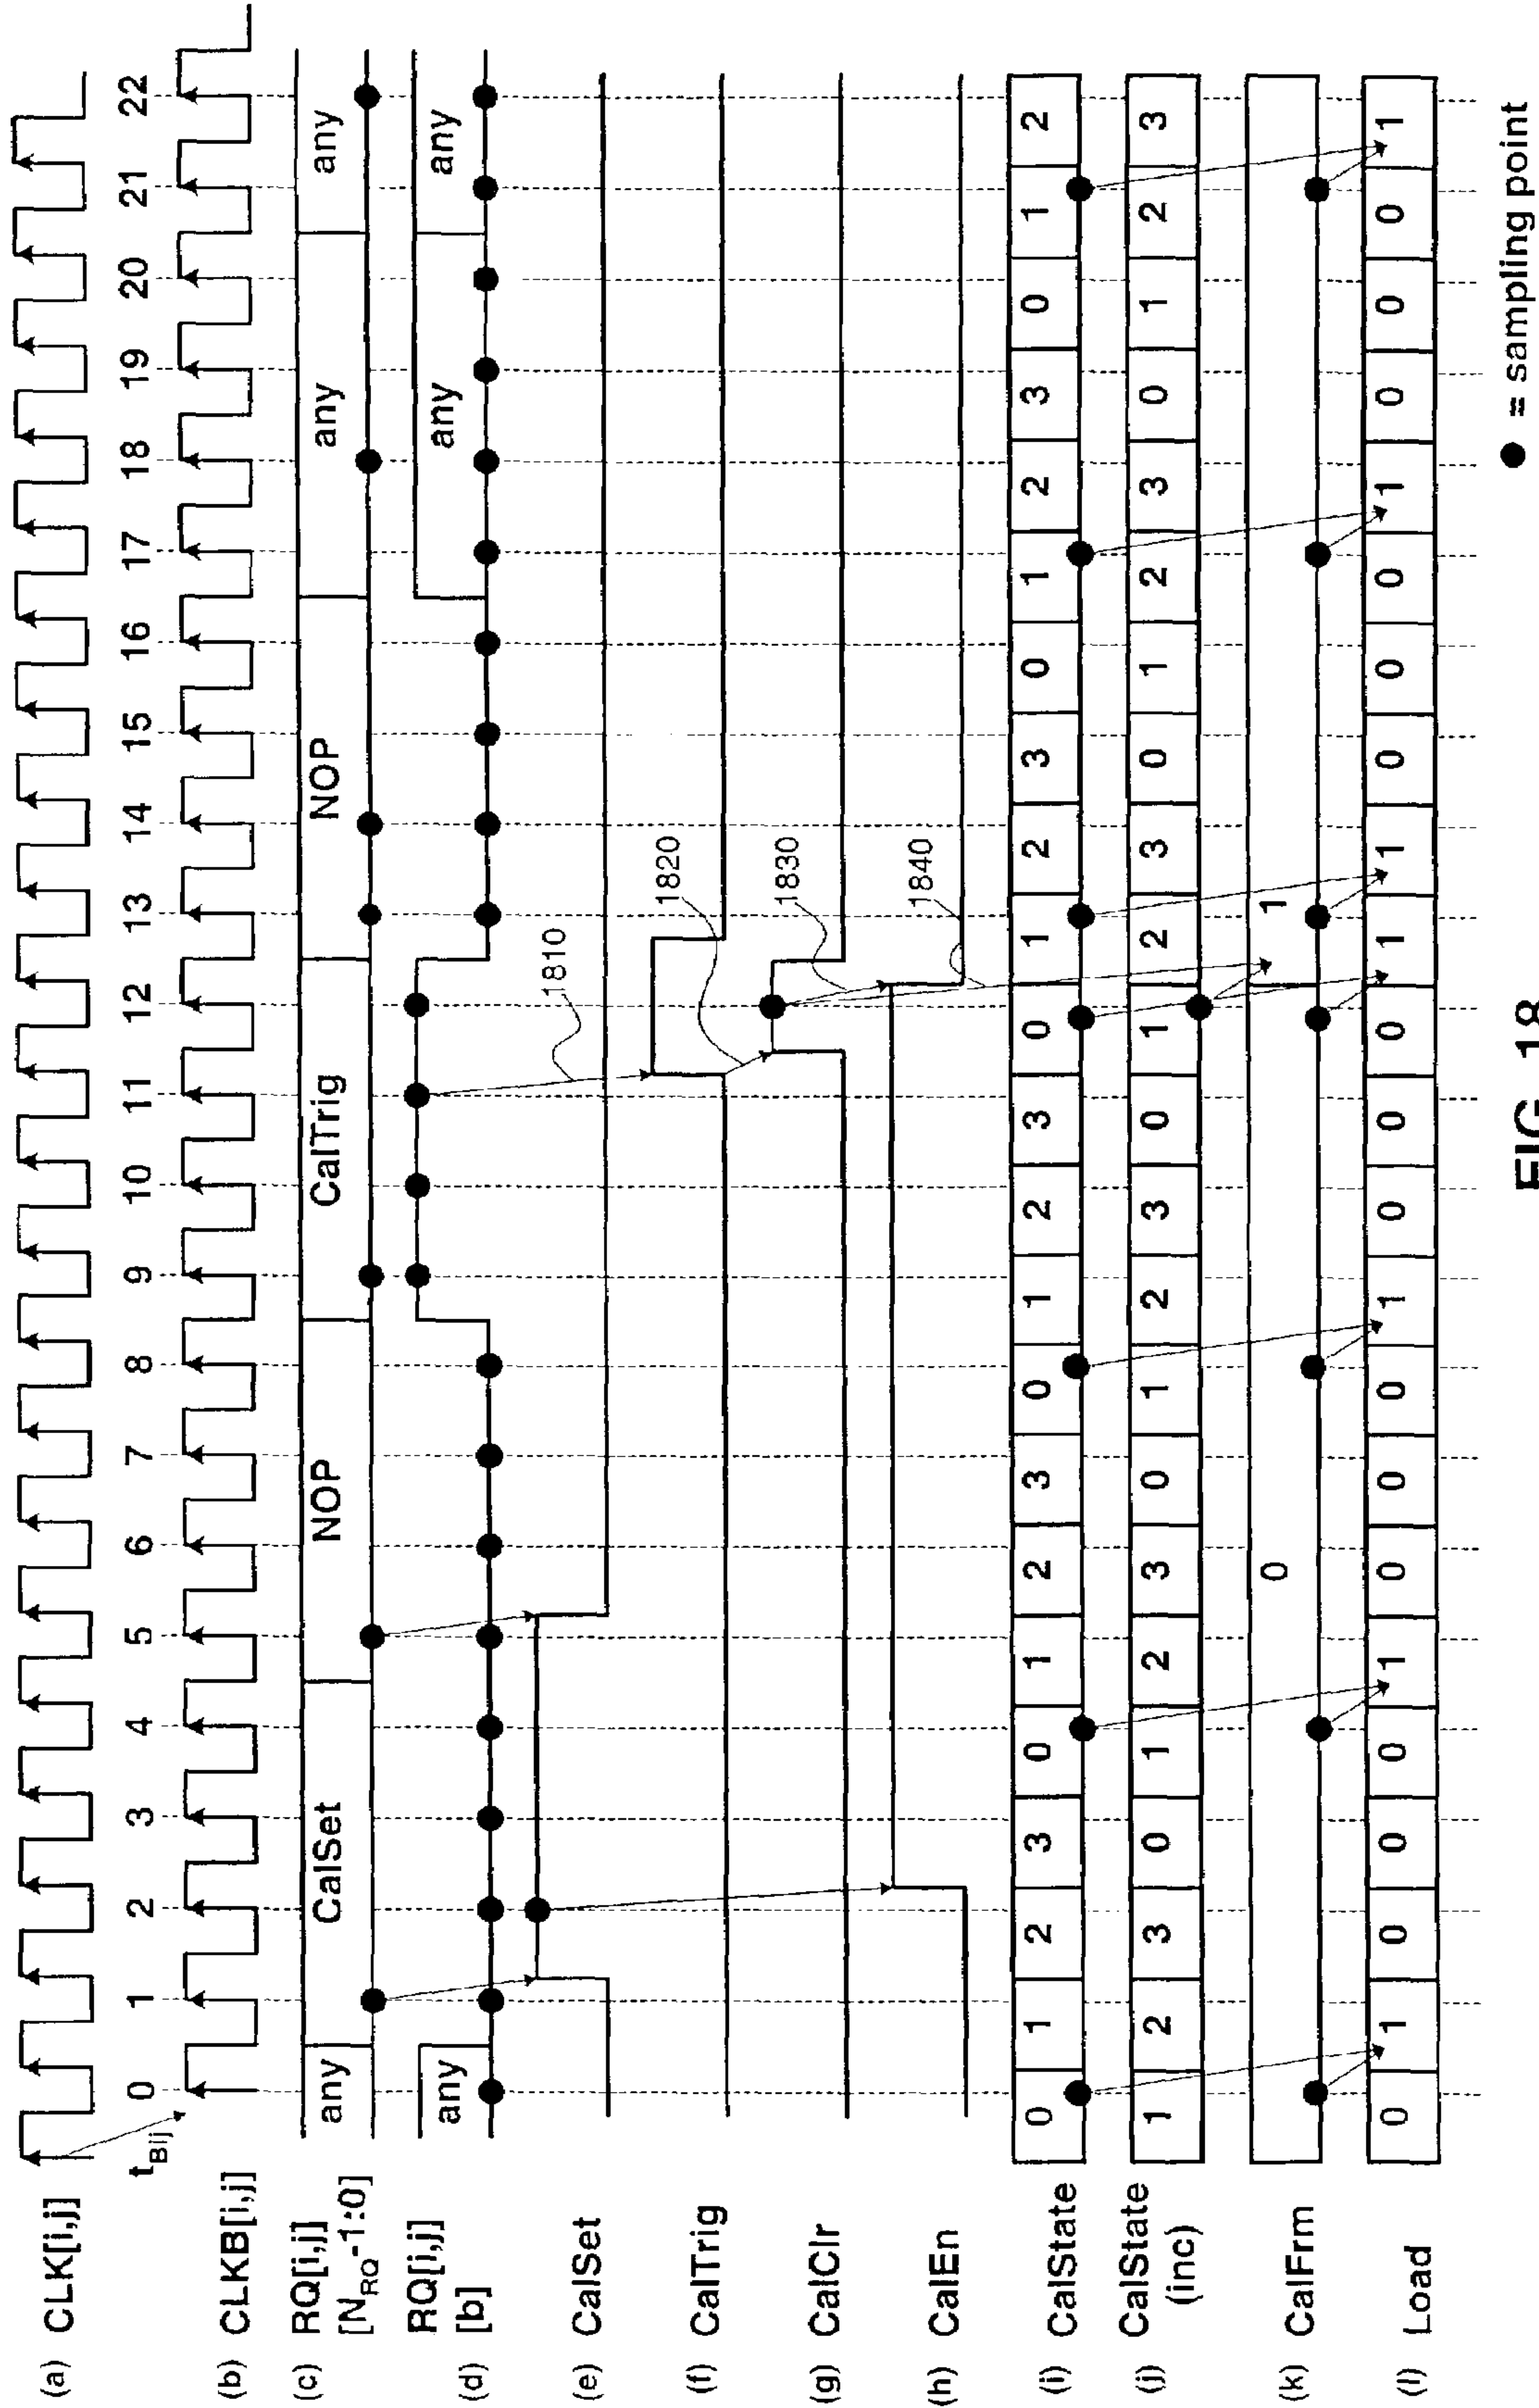 (a) CLK[i,j]
tBij 0 1 2 3 4 5 6 7 8 9 10 11 12 13 14 15 16 17 18 19 20 21 22
(b) CLKB[i,j]
(c) RQ[i,j] [NRQ-1:0] any CalSet NOP CalTrig NOP any any
(d) RQ[i,j] [b] any any any
(e) CalSet 1810
(f) CalTrig 1820
(g) CalClr 1830
(h) CalEn 1840
(i) CalState 0 1 2 3 0 1 2 3 0 1 2 3 0 1 2 3 0 1 2 3 0 1 2
(j) CalState (inc) 1 2 3 0 1 2 3 0 1 2 3 0 1 2 3 0 1 2 3 0 1 2 3
(k) CalFrm 0 1
(l) Load 0 1 0 0 0 1 0 0 0 1 0 0 0 1 1 0 0 0 1 0 0 0 1
● = sampling point
FIG. 18